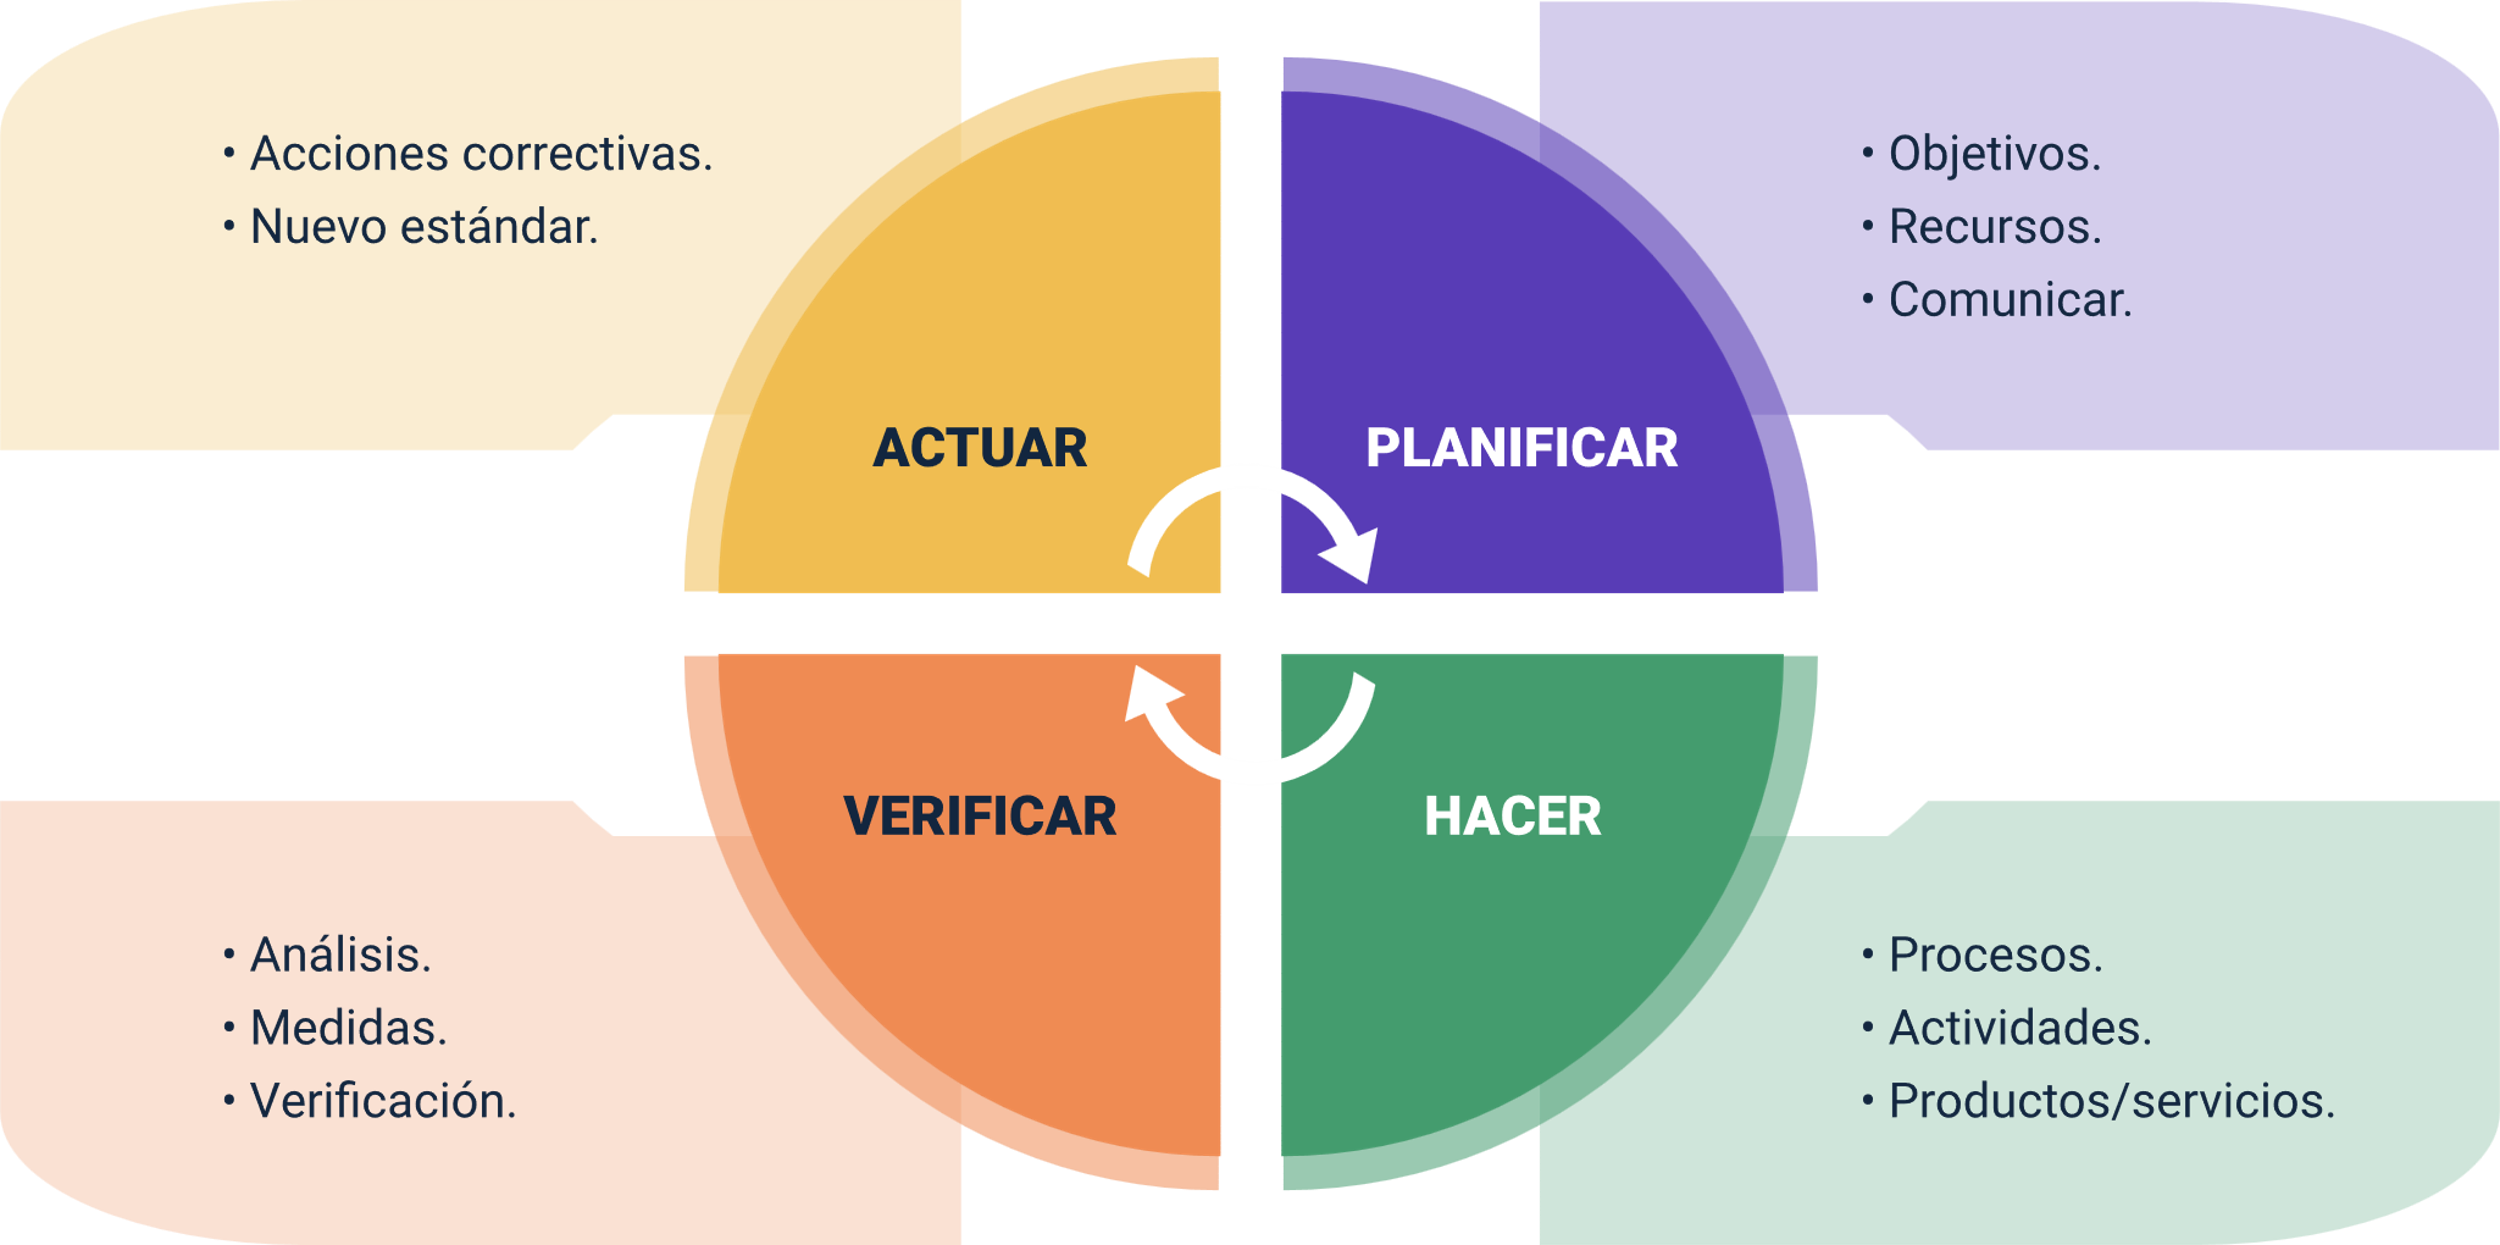 • Acciones correctivas.
• Nuevo estándar.
• Objetivos.
• Recursos.
• Comunicar.
ACTUAR
PLANIFICAR
VERIFICAR
HACER
• Análisis.
• Medidas.
• Verificación.
• Procesos.
• Actividades.
• Productos/servicios.